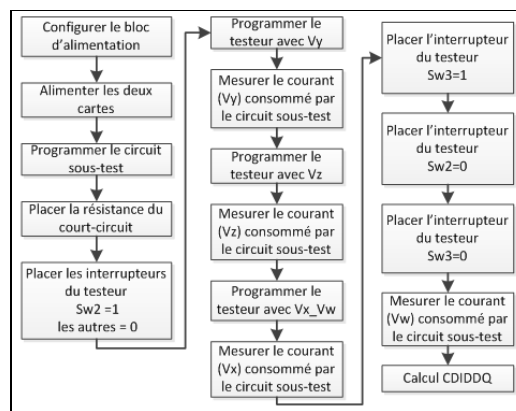 Configurer le bloc
d'alimentation
Alimenter les deux
cartes
Programmer le circuit
sous-test
Placer la résistance du
court-circuit
Placer les interrupteurs
du testeur
Sw2 =1
les autres = 0
Programmer le
testeur avec Vy
Mesurer le courant
(Vy) consommé par
le circuit sous-test
Programmer le
testeur avec Vz
Mesurer le courant
(Vz) consommé par
le circuit sous-test
Programmer le
testeur avec Vx_Vw
Mesurer le courant
(Vx) consommé par
le circuit sous-test
Placer l'interrupteur
du testeur
Sw3=1
Placer l'interrupteur
du testeur
Sw2=0
Placer l'interrupteur
du testeur
Sw3=0
Mesurer le courant
(Vw) consommé par
le circuit sous-test
Calcul CDIDDQ